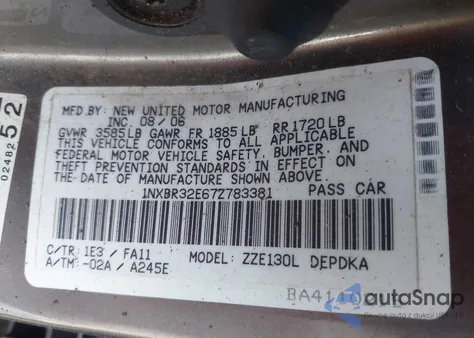 MFD.BY: NEW UNITED MOTOR MANUFACTURING
INC. 08/06
GVWR 3585LB GAWR FR 1885LB RR 1720LB
THIS VEHICLE CONFORMS TO ALL APPLICABLE
FEDERAL MOTOR VEHICLE SAFETY, BUMPER, AND
THEFT PREVENTION STANDARDS IN EFFECT ON
THE DATE OF MANUFACTURE SHOWN ABOVE.
1NXBR32E67Z783381 PASS CAR
C/TR: 1E3 / FA11
A/TM: -02A / A245E
MODEL: ZZE130L DEPDKA
024825
52
autoSnap